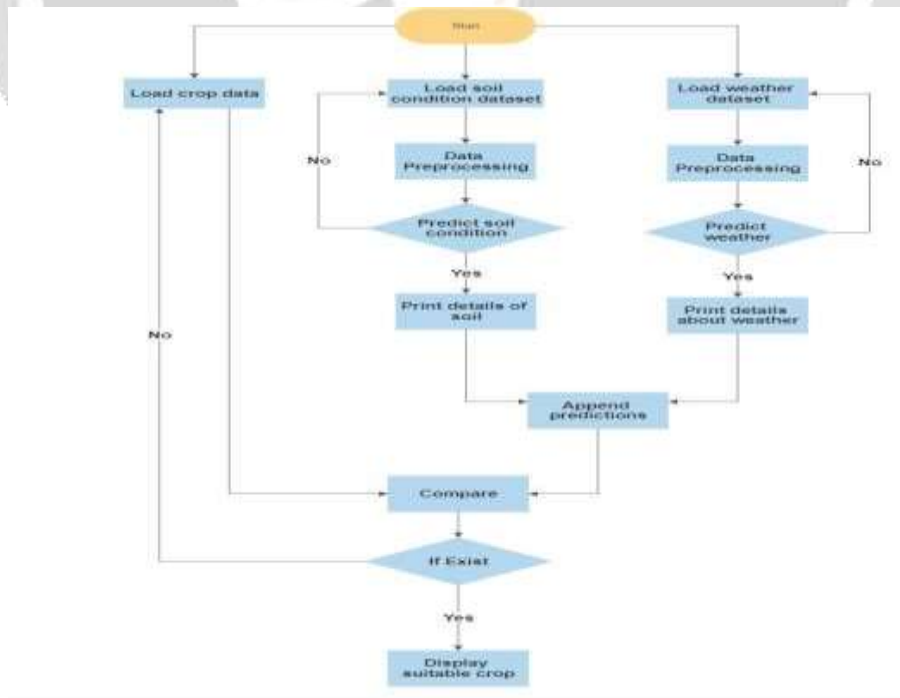 Start
Load crop data
Load soil
condition dataset
Load weather
dataset
No
Data
Preprocessing
Data
Preprocessing
No
Predict soil
condition
Predict
weather
Yes
Yes
Print details of
soil
Print details
about weather
No
Append
predictions
Compare
If Exist
Yes
Display
suitable crop